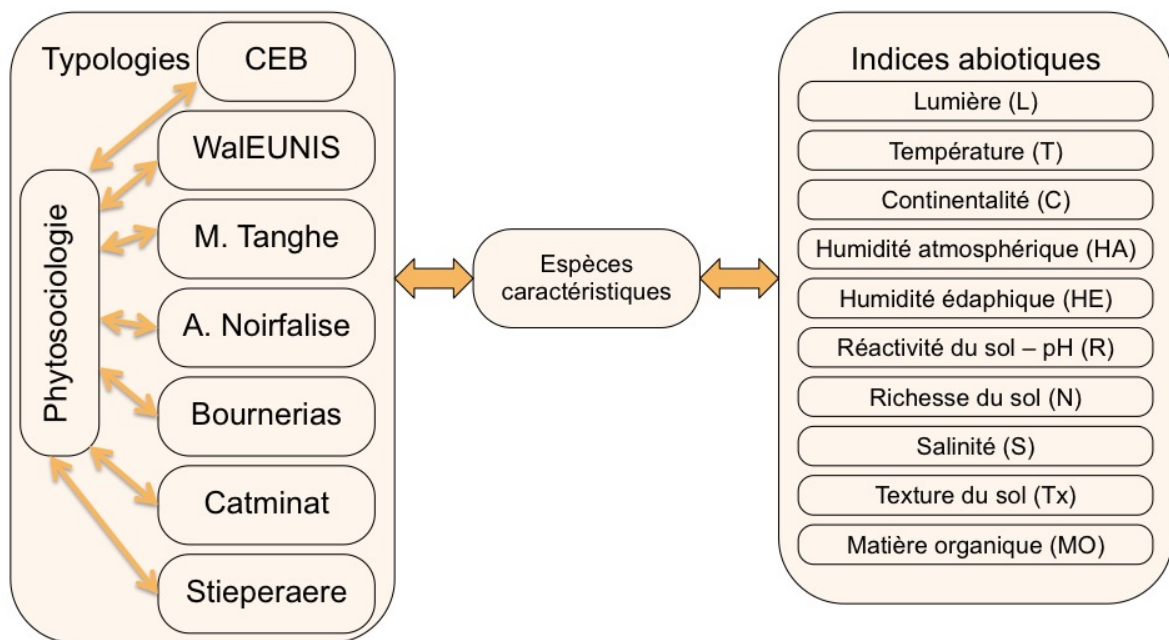 Typologies
CEB
WalEUNIS
M. Tanghe
A. Noirfalise
Bournerias
Catminat
Stieperaere
Phytosociologie
Espèces
caractéristiques
Indices abiotiques
Lumière (L)
Température (T)
Continentalité (C)
Humidité atmosphérique (HA)
Humidité édaphique (HE)
Réactivité du sol – pH (R)
Richesse du sol (N)
Salinité (S)
Texture du sol (Tx)
Matière organique (MO)